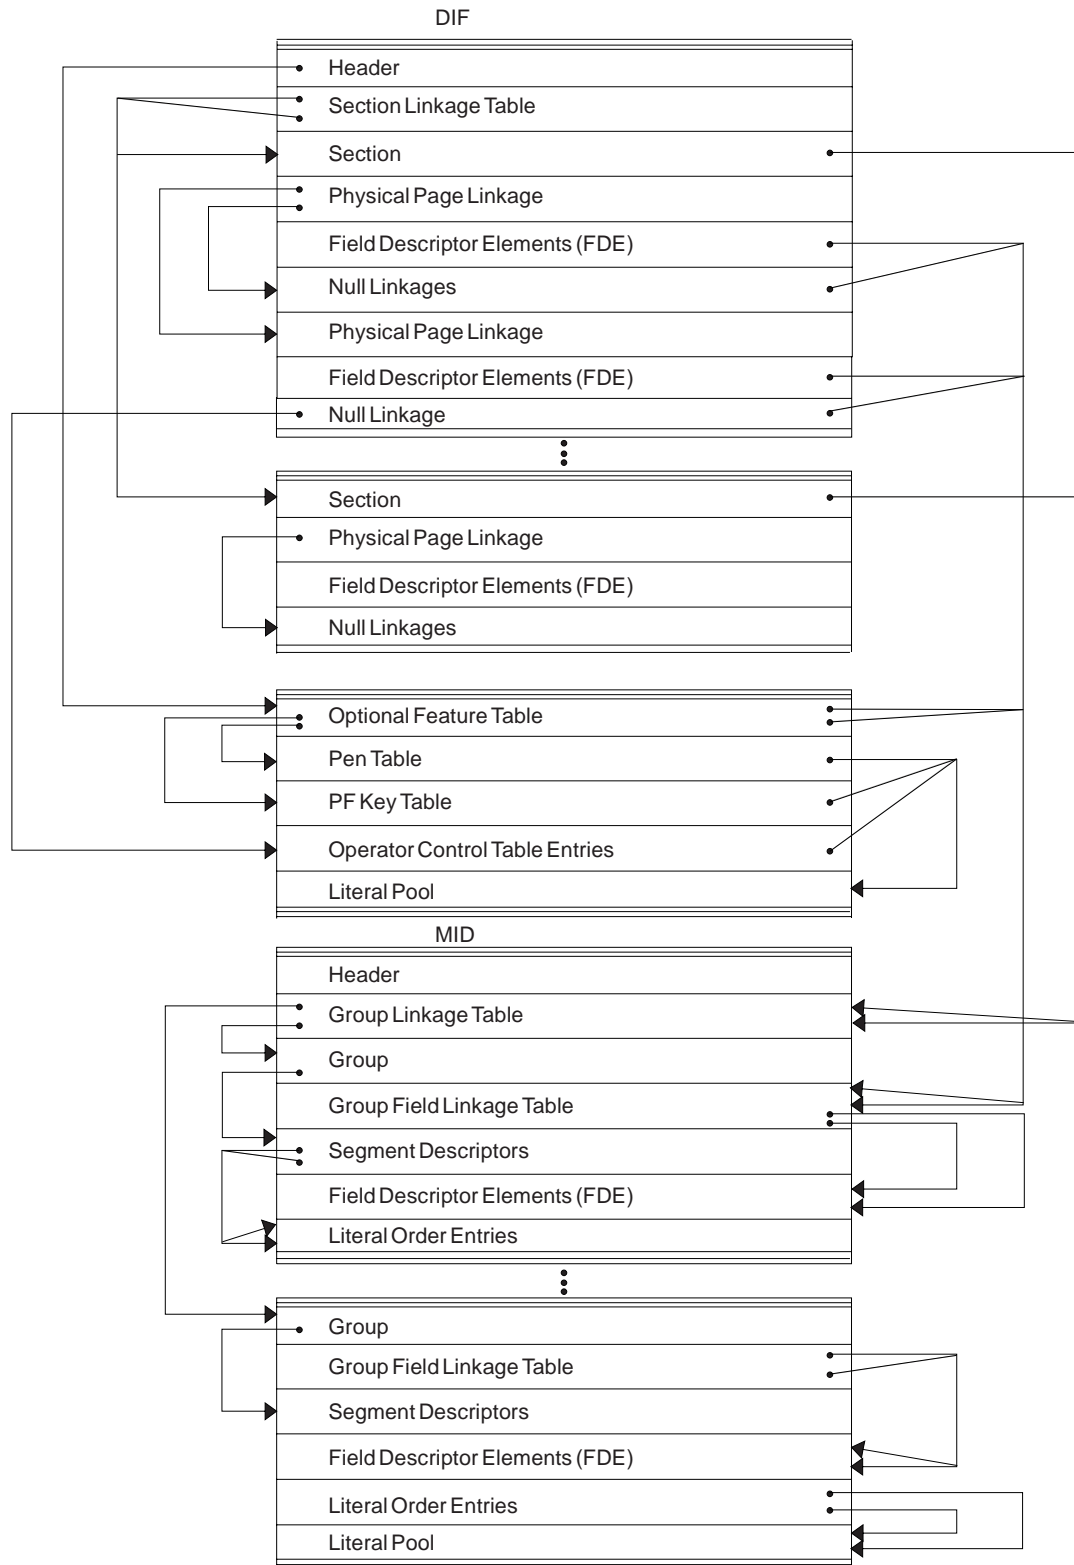 DIF
Header
Section Linkage Table
Section
Physical Page Linkage
Field Descriptor Elements (FDE)
Null Linkages
Physical Page Linkage
Field Descriptor Elements (FDE)
Null Linkage
Section
Physical Page Linkage
Field Descriptor Elements (FDE)
Null Linkages
Optional Feature Table
Pen Table
PF Key Table
Operator Control Table Entries
Literal Pool
MID
Header
Group Linkage Table
Group
Group Field Linkage Table
Segment Descriptors
Field Descriptor Elements (FDE)
Literal Order Entries
Group
Group Field Linkage Table
Segment Descriptors
Field Descriptor Elements (FDE)
Literal Order Entries
Literal Pool